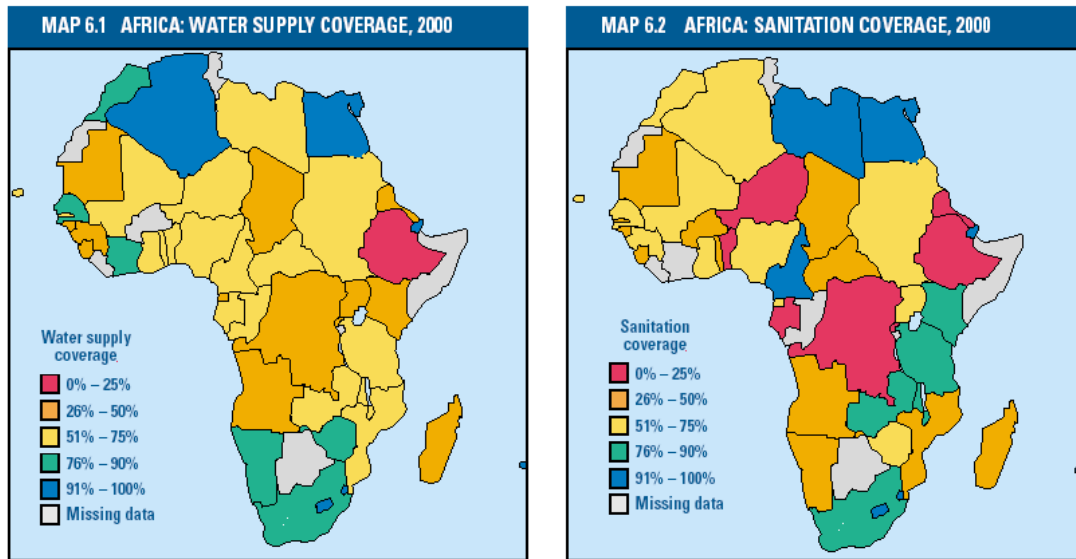 MAP 6.1 AFRICA: WATER SUPPLY COVERAGE, 2000
Water supply
coverage
0% – 25%
26% – 50%
51% – 75%
76% – 90%
91% – 100%
Missing data
MAP 6.2 AFRICA: SANITATION COVERAGE, 2000
Sanitation
coverage
0% – 25%
26% – 50%
51% – 75%
76% – 90%
91% – 100%
Missing data